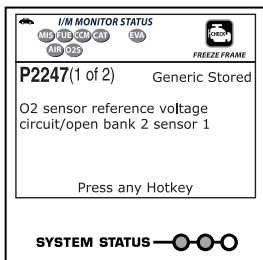 I/M MONITOR STATUS
MIS FUE CCM CAT EVA
AIR O2S
CHECK
FREEZE FRAME
P2247(1 of 2) Generic Stored
O2 sensor reference voltage
circuit/open bank 2 sensor 1
Press any Hotkey
SYSTEM STATUS